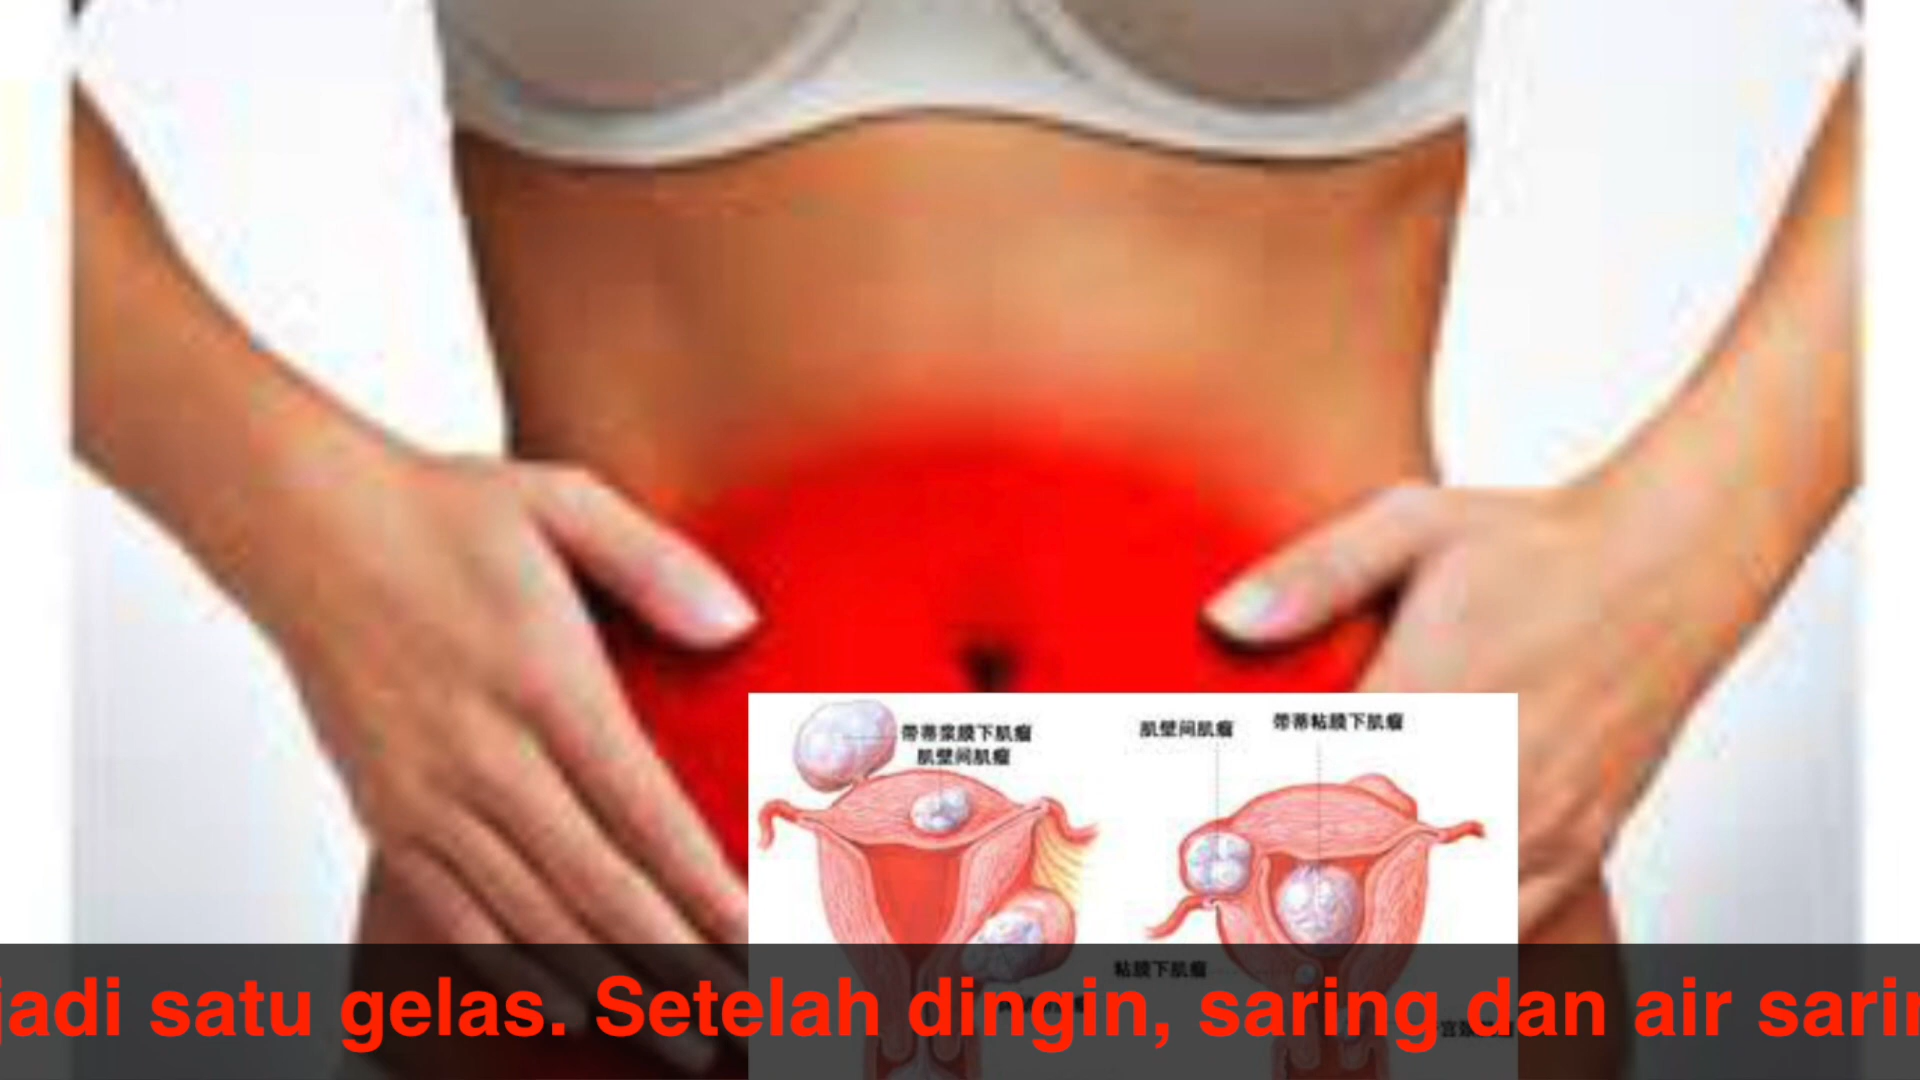 带蒂浆膜下肌瘤
肌壁间肌瘤
肌壁间肌瘤
带蒂粘膜下肌瘤
粘膜下肌瘤
jadi satu gelas. Setelah dingin, saring dan air sarin